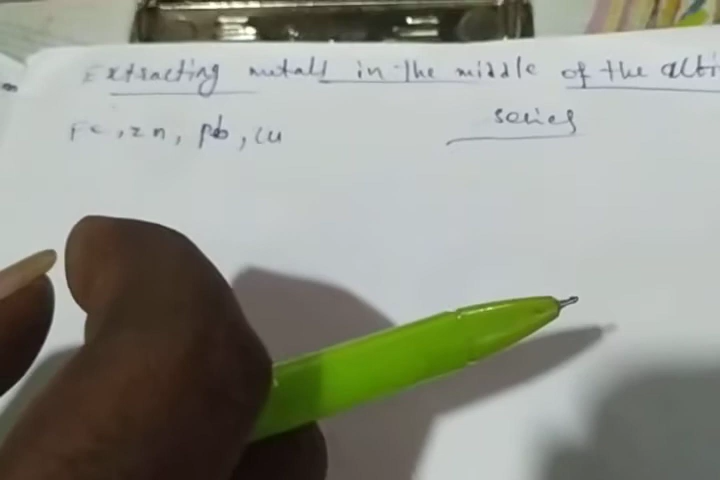 Extracting metals in the middle of the
series
Fe, zn, pb, cu